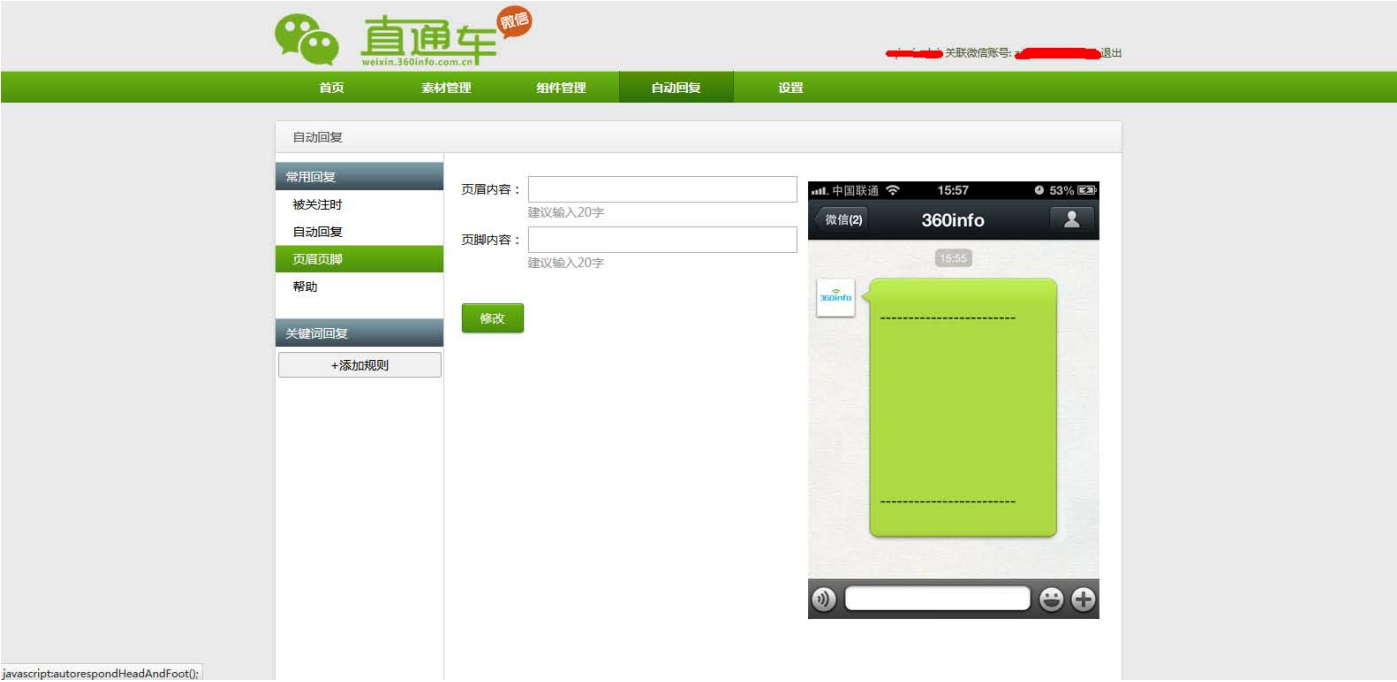 微信
直通车
weixin.360info.com.cn
关联微信账号: 退出
首页 素材管理 组件管理 自动回复 设置
自动回复
常用回复
被关注时
自动回复
页眉页脚
帮助
关键词回复
+添加规则
页眉内容：
建议输入20字
页脚内容：
建议输入20字
修改
中国联通 15:57 53%
微信(2) 360info
15:55
360info
------------------------
------------------------
javascript:autorespondHeadAndFoot();